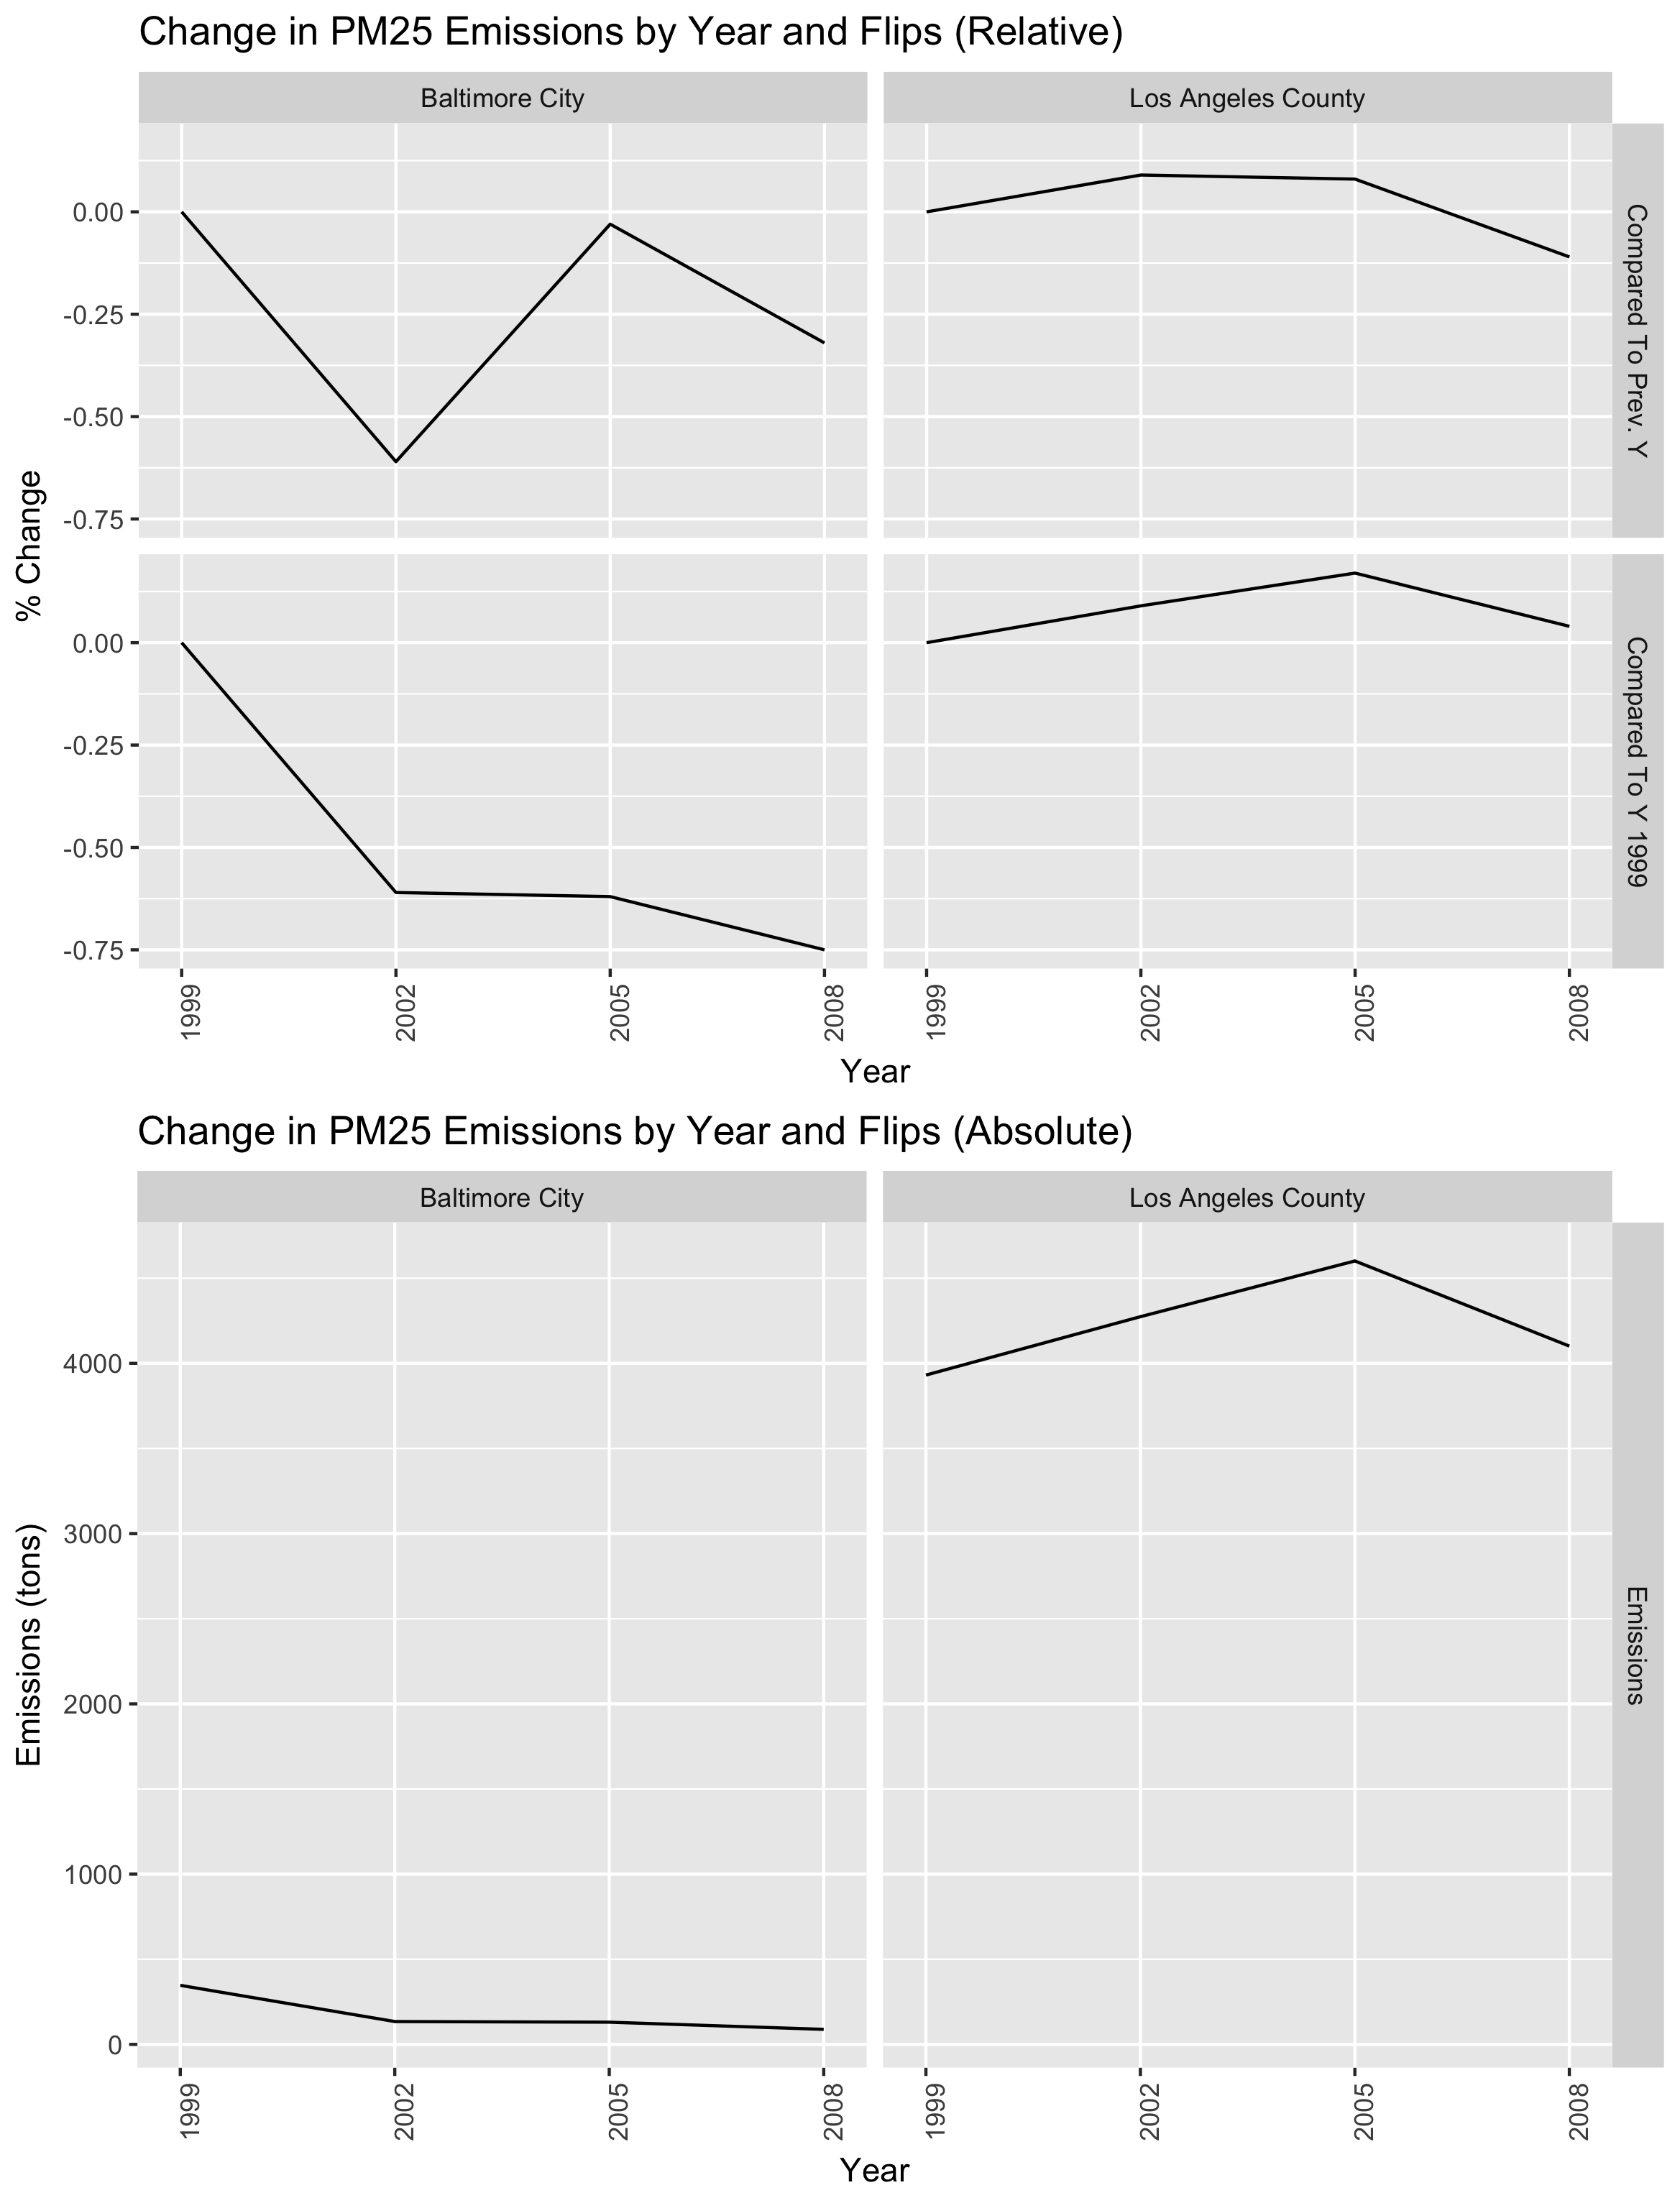 Change in PM25 Emissions by Year and Flips (Relative)
Baltimore City
Los Angeles County
0.00
-0.25
-0.50
-0.75
Compared To Prev. Y
% Change
0.00
-0.25
-0.50
-0.75
Compared To Y 1999
1999
2002
2005
2008
1999
2002
2005
2008
Year
Change in PM25 Emissions by Year and Flips (Absolute)
Baltimore City
Los Angeles County
4000
3000
2000
1000
0
Emissions (tons)
Emissions
1999
2002
2005
2008
1999
2002
2005
2008
Year